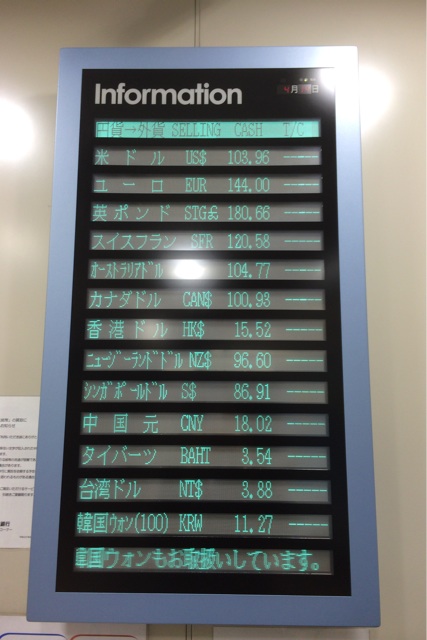 Information
4月 日
円貨→外貨 SELLING CASH T/C
米ドル US$ 103.96 -----
ユーロ EUR 144.00 -----
英ポンド STG£ 180.66 -----
スイスフラン SFR 120.58 -----
オーストラリアドル 104.77 -----
カナダドル CAN$ 100.93 -----
香港ドル HK$ 15.52 -----
ニュージーランドドル NZ$ 96.60 -----
シンガポールドル S$ 86.91 -----
中国元 CNY 18.02 -----
タイバーツ BAHT 3.54 -----
台湾ドル NT$ 3.88 -----
韓国ウォン(100) KRW 11.27 -----
韓国ウォンもお取扱いしています。